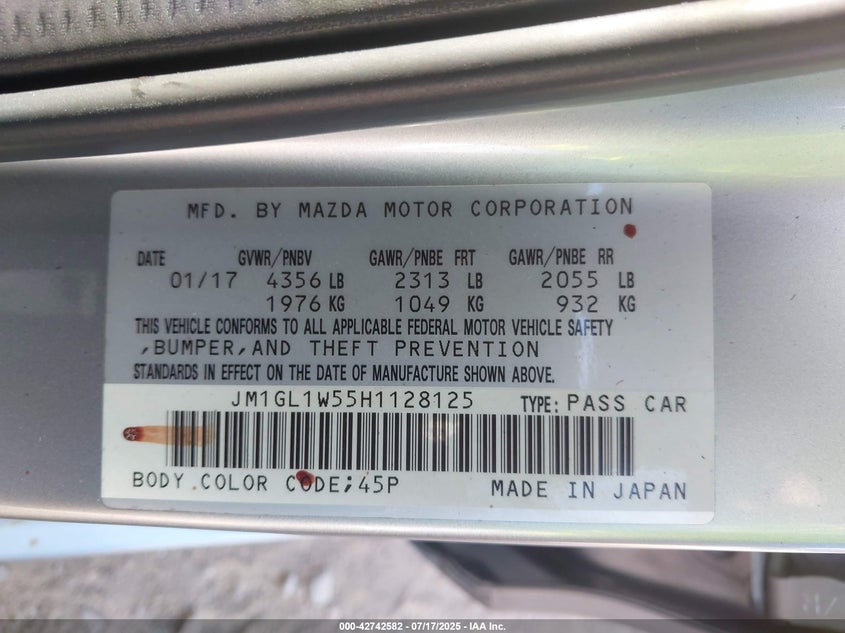 MFD. BY MAZDA MOTOR CORPORATION
DATE GVWR/PNBV GAWR/PNBE FRT GAWR/PNBE RR
01/17 4356 LB 2313 LB 2055 LB
1976 KG 1049 KG 932 KG
THIS VEHICLE CONFORMS TO ALL APPLICABLE FEDERAL MOTOR VEHICLE SAFETY
,BUMPER,AND THEFT PREVENTION
STANDARDS IN EFFECT ON THE DATE OF MANUFACTURE SHOWN ABOVE.
JM1GL1W55H1128125 TYPE: PASS CAR
BODY COLOR CODE;45P MADE IN JAPAN
000-42742582 - 07/17/2025 - IAA Inc.